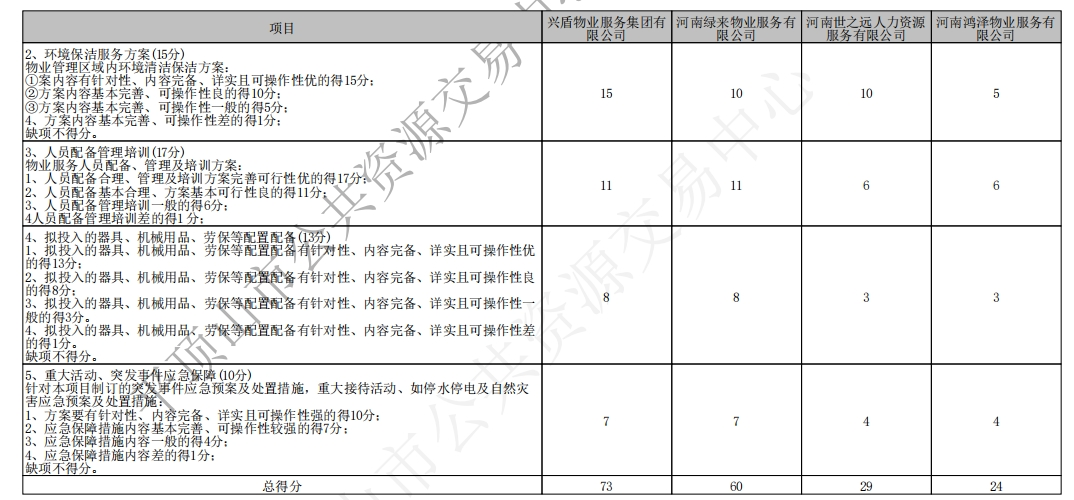 项目
兴盾物业服务集团有
限公司
河南绿来物业服务有
限公司
河南世之远人力资源
服务有限公司
河南鸿泽物业服务有
限公司
2、环境保洁服务方案(15分)
物业管理区域内环境清洁保洁方案:
①案内容有针对性、内容完备、详实且可操作性优的得15分;
②方案内容基本完善、可操作性良的得10分;
③方案内容基本完善、可操作性一般的得5分;
4、方案内容基本完善、可操作性差的得1分;
缺项不得分。
15
10
10
5
3、人员配备管理培训(17分)
物业服务人员配备、管理及培训方案:
1、人员配备合理、管理及培训方案完善可行性优的得17分;
2、人员配备基本合理、方案基本可行性良的得11分;
3、人员配备管理培训一般的得6分;
4人员配备管理培训差的得1分;
11
11
6
6
4、拟投入的器具、机械用品、劳保等配置配备(13分)
1、拟投入的器具、机械用品、劳保等配置配备有针对性、内容完备、详实且可操作性优
的得13分;
2、拟投入的器具、机械用品、劳保等配置配备有针对性、内容完备、详实且可操作性良
的得8分;
3、拟投入的器具、机械用品、劳保等配置配备有针对性、内容完备、详实且可操作性一
般的得3分。
4、拟投入的器具、机械用品、劳保等配置配备有针对性、内容完备、详实且可操作性差
的得1分。
缺项不得分。
8
8
3
3
5、重大活动、突发事件应急保障(10分)
针对本项目制订的突发事件应急预案及处置措施，重大接待活动、如停水停电及自然灾
害应急预案及处置措施:
1、方案要有针对性、内容完备、详实且可操作性强的得10分;
2、应急保障措施内容基本完善、可操作性较强的得7分;
3、应急保障措施内容一般的得4分;
4、应急保障措施内容差的得1分;
缺项不得分。
7
7
4
4
总得分
73
60
29
24
平顶山市公共资源交易中
山市公共资源交易中心